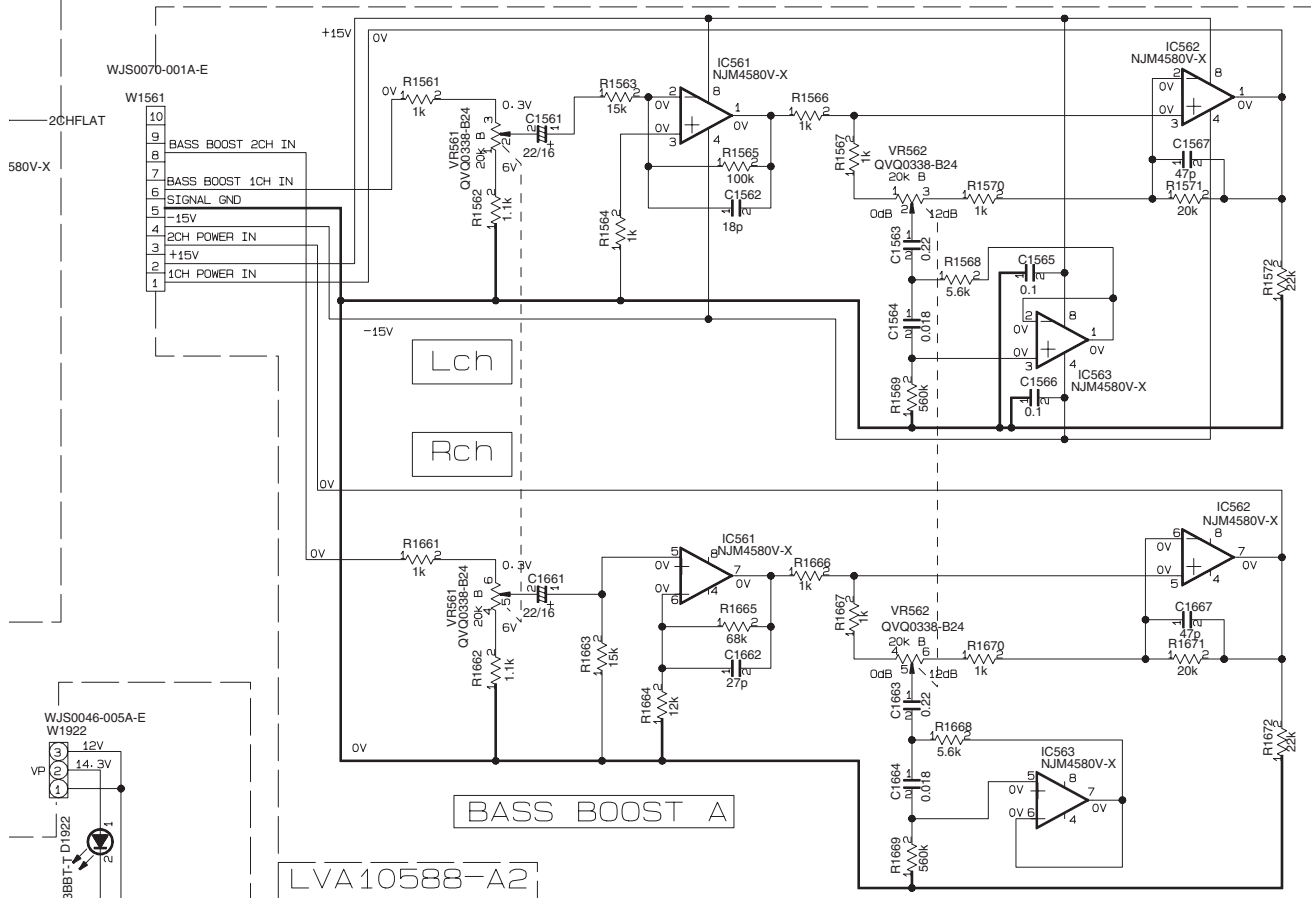 +15V
0V
WJS0070-001A-E
W1561
10
9
8
7
6
5
4
3
2
1
BASS BOOST 2CH IN
BASS BOOST 1CH IN
SIGNAL GND
-15V
2CH POWER IN
+15V
1CH POWER IN
2CHFLAT
580V-X
0V
R1561
1k
0.3V
VR561
QVQ0338-B24
20k B
6V
C1561
22/16
R1562
1.1k
R1563
15k
R1564
1k
IC561
NJM4580V-X
0V
0V
0V
R1565
100k
C1562
18p
R1566
1k
R1567
1k
VR562
QVQ0338-B24
20k B
0dB
12dB
R1570
1k
C1563
0.22
R1568
5.6k
C1564
0.018
R1569
560k
C1565
0.1
0V
0V
0V
IC563
NJM4580V-X
C1566
0.1
IC562
NJM4580V-X
0V
0V
0V
C1567
47p
R1571
20k
R1572
22k
-15V
Lch
Rch
0V
0V
R1661
1k
0.3V
VR561
QVQ0338-B24
20k B
6V
C1661
22/16
R1662
1.1k
R1663
15k
R1664
12k
IC561
NJM4580V-X
0V
0V
0V
R1665
68k
C1662
27p
R1666
1k
R1667
1k
VR562
QVQ0338-B24
20k B
0dB
12dB
R1670
1k
C1663
0.22
R1668
5.6k
C1664
0.018
R1669
560k
IC563
NJM4580V-X
0V
0V
0V
IC562
NJM4580V-X
0V
0V
0V
C1667
47p
R1671
20k
R1672
22k
0V
WJS0046-005A-E
W1922
VP
3
2
1
12V
14.3V
D1922
BBBT-T
BASS BOOST A
LVA10588-A2